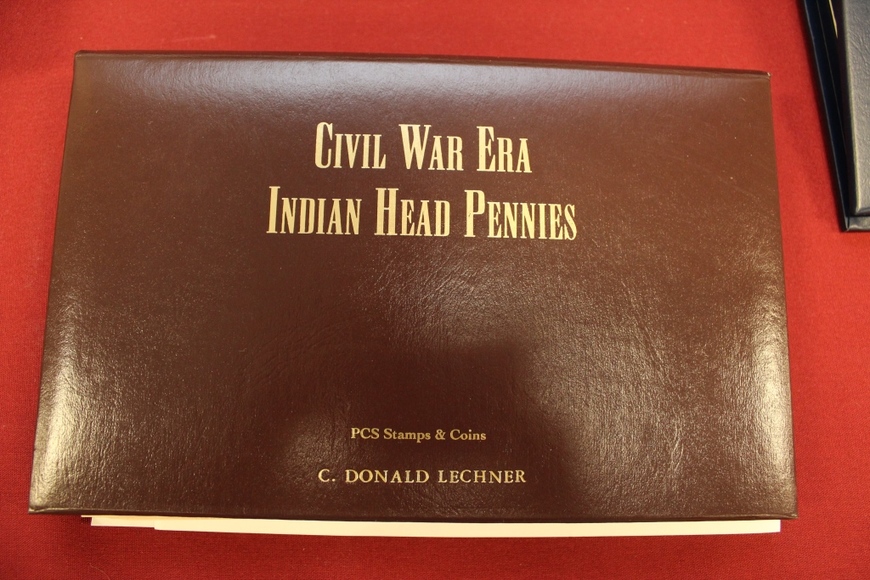 Civil War Era
Indian Head Pennies
PCS Stamps & Coins
C. DONALD LECHNER